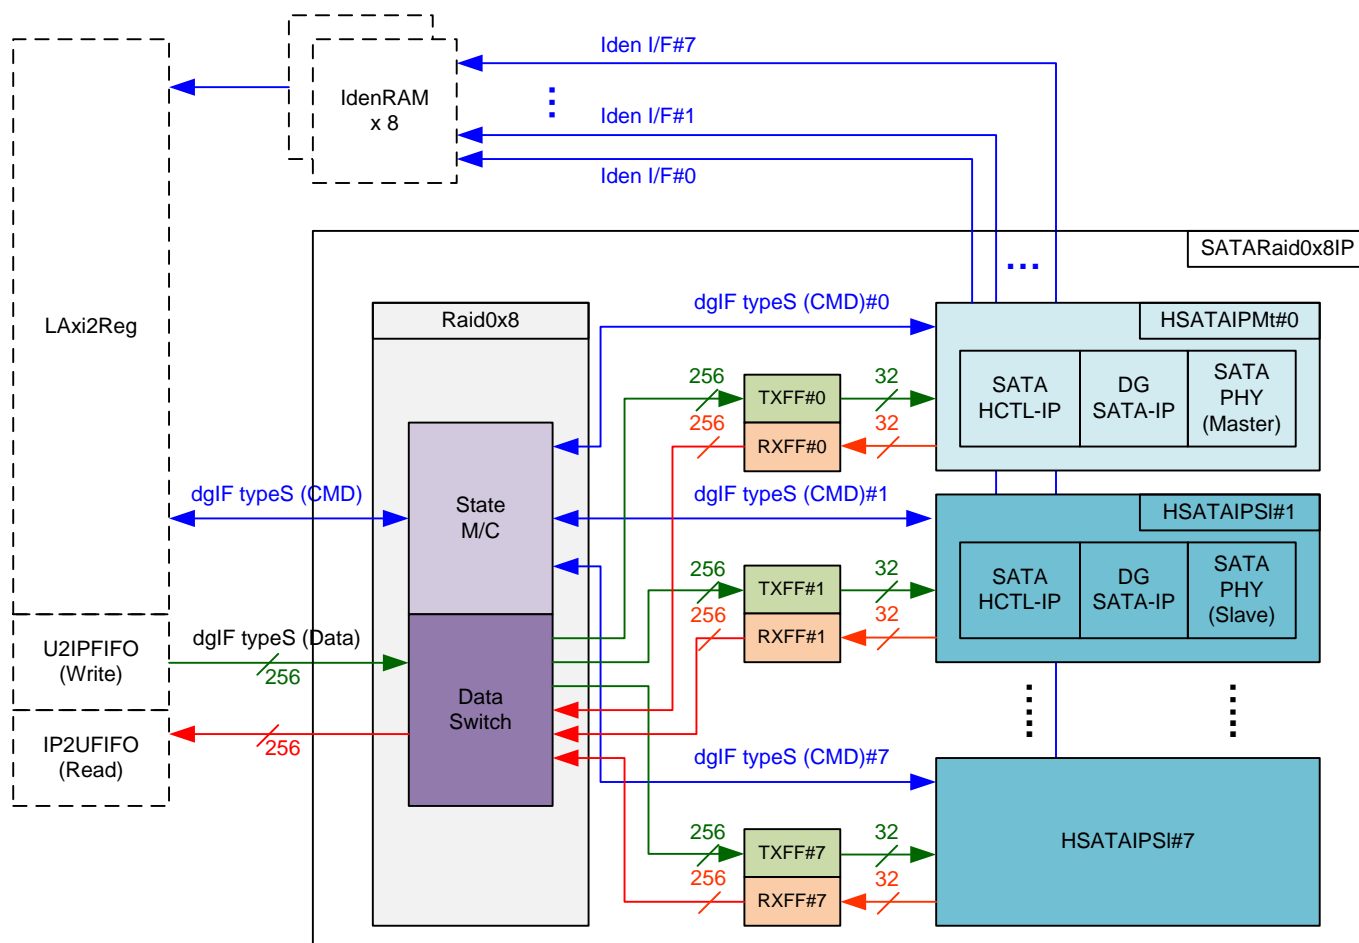 Iden I/F#7
IdenRAM
x 8
Iden I/F#1
Iden I/F#0
SATARaid0x8IP
LAxi2Reg
Raid0x8
dgIF typeS (CMD)#0
HSATAIPMt#0
256
TXFF#0
32
256
RXFF#0
32
SATA
HCTL-IP
DG
SATA-IP
SATA
PHY
(Master)
dgIF typeS (CMD)
State
M/C
dgIF typeS (CMD)#1
HSATAIPSl#1
256
TXFF#1
32
256
RXFF#1
32
SATA
HCTL-IP
DG
SATA-IP
SATA
PHY
(Slave)
U2IPFIFO
(Write)
dgIF typeS (Data)
256
Data
Switch
IP2UFIFO
(Read)
256
dgIF typeS (CMD)#7
256
TXFF#7
32
256
RXFF#7
32
HSATAIPSl#7